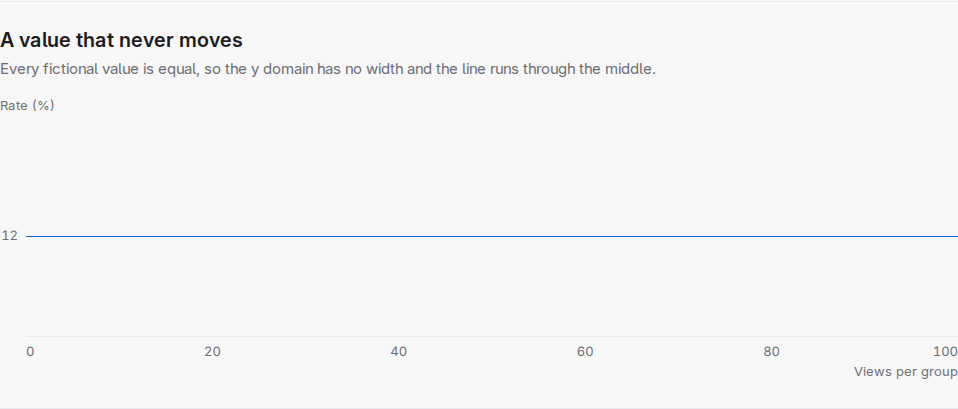 A value that never moves
Every fictional value is equal, so the y domain has no width and the line runs through the middle.
Rate (%)
12
0 20 40 60 80 100
Views per group